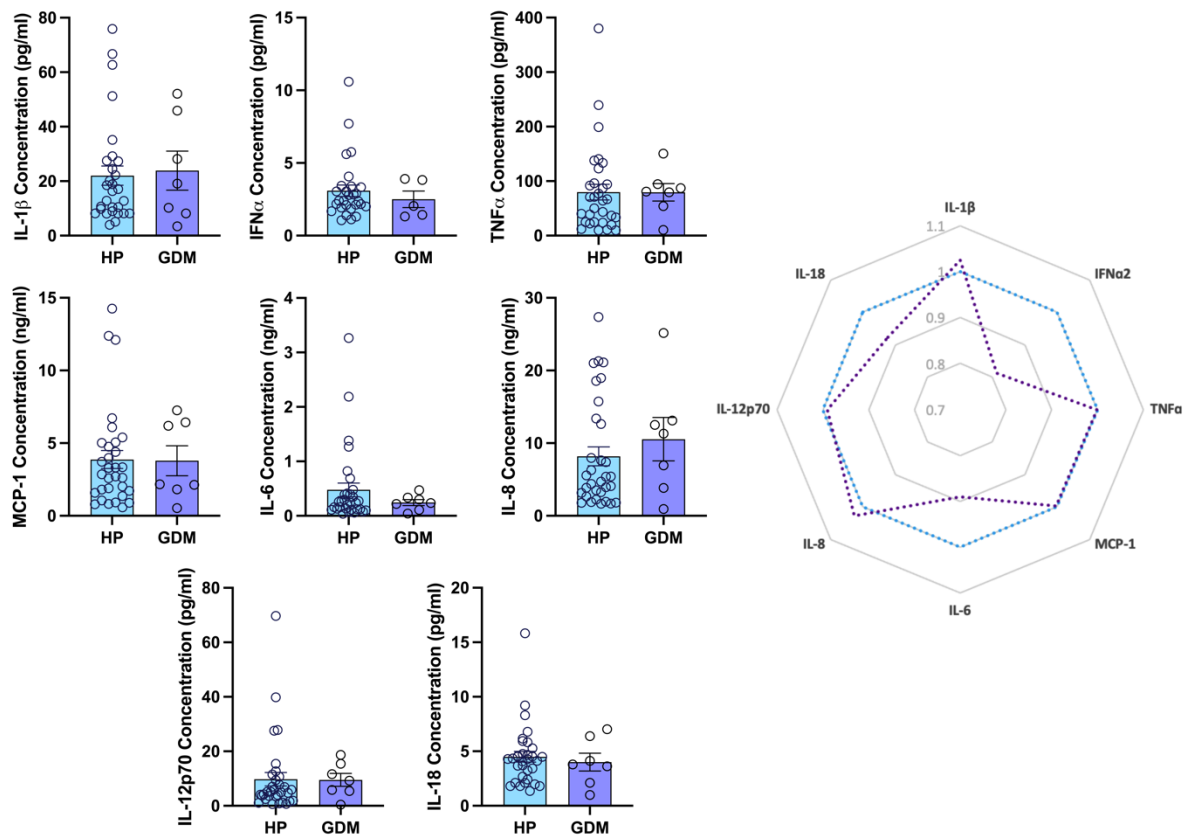 IL-1β Concentration (pg/ml)
80
60
40
20
0
HP GDM
IFNα Concentration (pg/ml)
15
10
5
0
HP GDM
TNFα Concentration (pg/ml)
400
300
200
100
0
HP GDM
MCP-1 Concentration (ng/ml)
15
10
5
0
HP GDM
IL-6 Concentration (ng/ml)
4
3
2
1
0
HP GDM
IL-8 Concentration (ng/ml)
30
20
10
0
HP GDM
IL-12p70 Concentration (pg/ml)
80
60
40
20
0
HP GDM
IL-18 Concentration (pg/ml)
20
15
10
5
0
HP GDM
IL-1β
1.1
1
0.9
0.8
0.7
IFNα2
TNFα
MCP-1
IL-6
IL-8
IL-12p70
IL-18